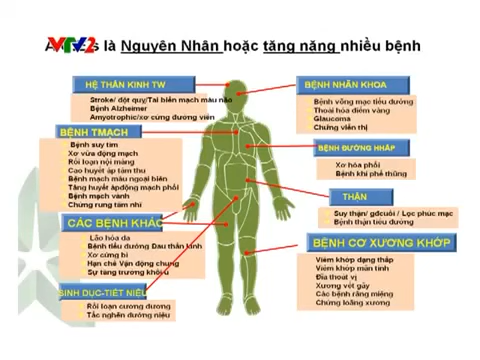 VTV2
là Nguyên Nhân hoặc tăng nặng nhiều bệnh
HỆ THẦN KINH TW
Stroke/ đột quỵ/Tai biến mạch máu não
Bệnh Alzheimer
Amyotrophic/xơ cứng đường viên
BỆNH TMẠCH
Bệnh suy tim
Xơ vữa động mạch
Rối loạn nội màng
Cao huyết áp tâm thu
Bệnh mạch máu ngoại biên
Tăng huyết ápđộng mạch phổi
Bệnh mạch vành
Chứng rung tâm nhĩ
CÁC BỆNH KHÁC
Lão hóa da
Bệnh tiểu đường Đau thần kinh
Xơ cứng bì
Hạn chế Vận động chung
Sự tăng trưởng khối u
SINH DỤC-TIẾT NIỆU
Rối loạn cương dương
Tắc nghẽn đường niệu
BỆNH NHÃN KHOA
Bệnh võng mạc tiểu đường
Thoái hóa điểm vàng
Glaucoma
Chứng viễn thị
BỆNH ĐƯỜNG HHẤP
Xơ hóa phổi
Bệnh khí phế thũng
THẬN
Suy thận/ gđcuối / Lọc phúc mạc
Bệnh thận tiểu đường
BỆNH CƠ XƯƠNG KHỚP
Viêm khớp dạng thấp
Viêm khớp mãn tính
Đĩa thoát vị
Xương vết gãy
Các bệnh răng miệng
Chứng loãng xương